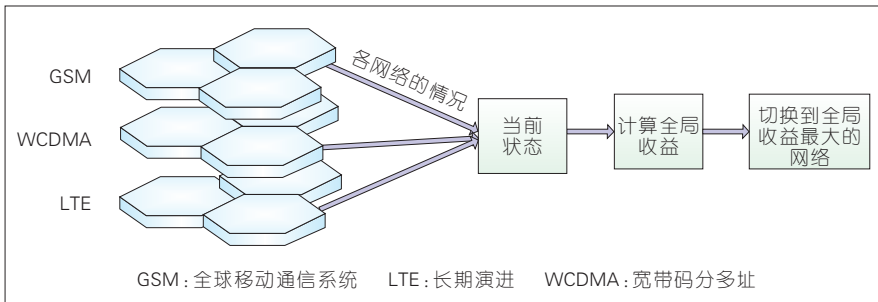 GSM
WCDMA
LTE
各网络的情况
当前
状态
计算全局
收益
切换到全局
收益最大的
网络
GSM：全球移动通信系统 LTE：长期演进 WCDMA：宽带码分多址